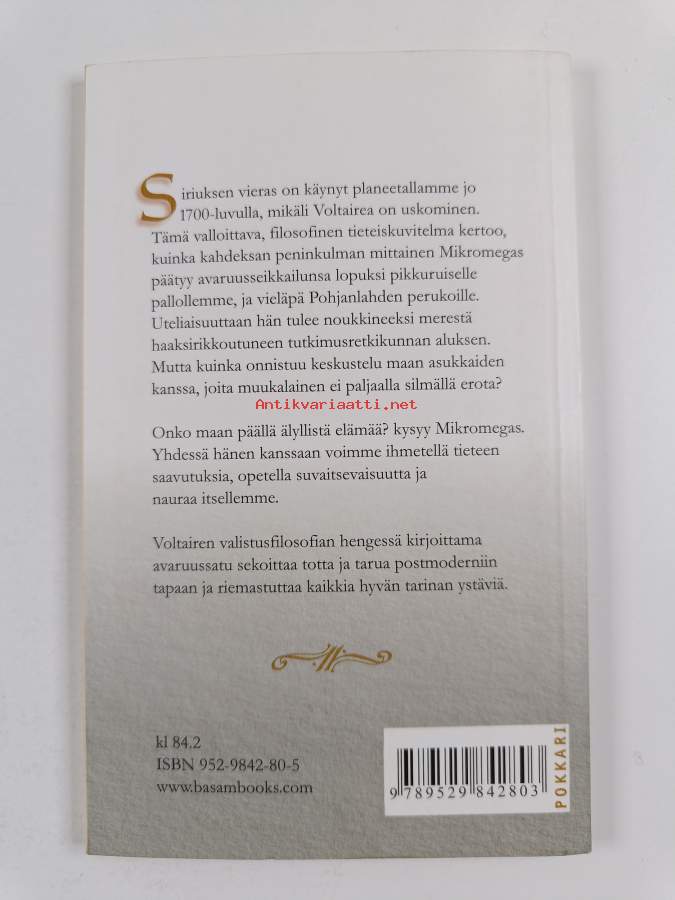 Siriuksen vieras on käynyt planeetallamme jo
1700-luvulla, mikäli Voltairea on uskominen.
Tämä valloittava, filosofinen tieteiskuvitelma kertoo,
kuinka kahdeksan peninkulman mittainen Mikromegas
päätyy avaruusseikkailunsa lopuksi pikkuruiselle
pallollemme, ja vieläpä Pohjanlahden perukoille.
Uteliaisuuttaan hän tulee noukkineeksi merestä
haaksirikkoutuneen tutkimusretkikunnan aluksen.
Mutta kuinka onnistuu keskustelu maan asukkaiden
kanssa, joita muukalainen ei paljaalla silmällä erota?
Antikvariaatti.net
Onko maan päällä älyllistä elämää? kysyy Mikromegas.
Yhdessä hänen kanssaan voimme ihmetellä tieteen
saavutuksia, opetella suvaitsevaisuutta ja
nauraa itsellemme.
Voltairen valistusfilosofian hengessä kirjoittama
avaruussatu sekoittaa totta ja tarua postmoderniin
tapaan ja riemastuttaa kaikkia hyvän tarinan ystäviä.
kl 84.2
ISBN 952-9842-80-5
www.basambooks.com
9 789529 842803
POKKARI